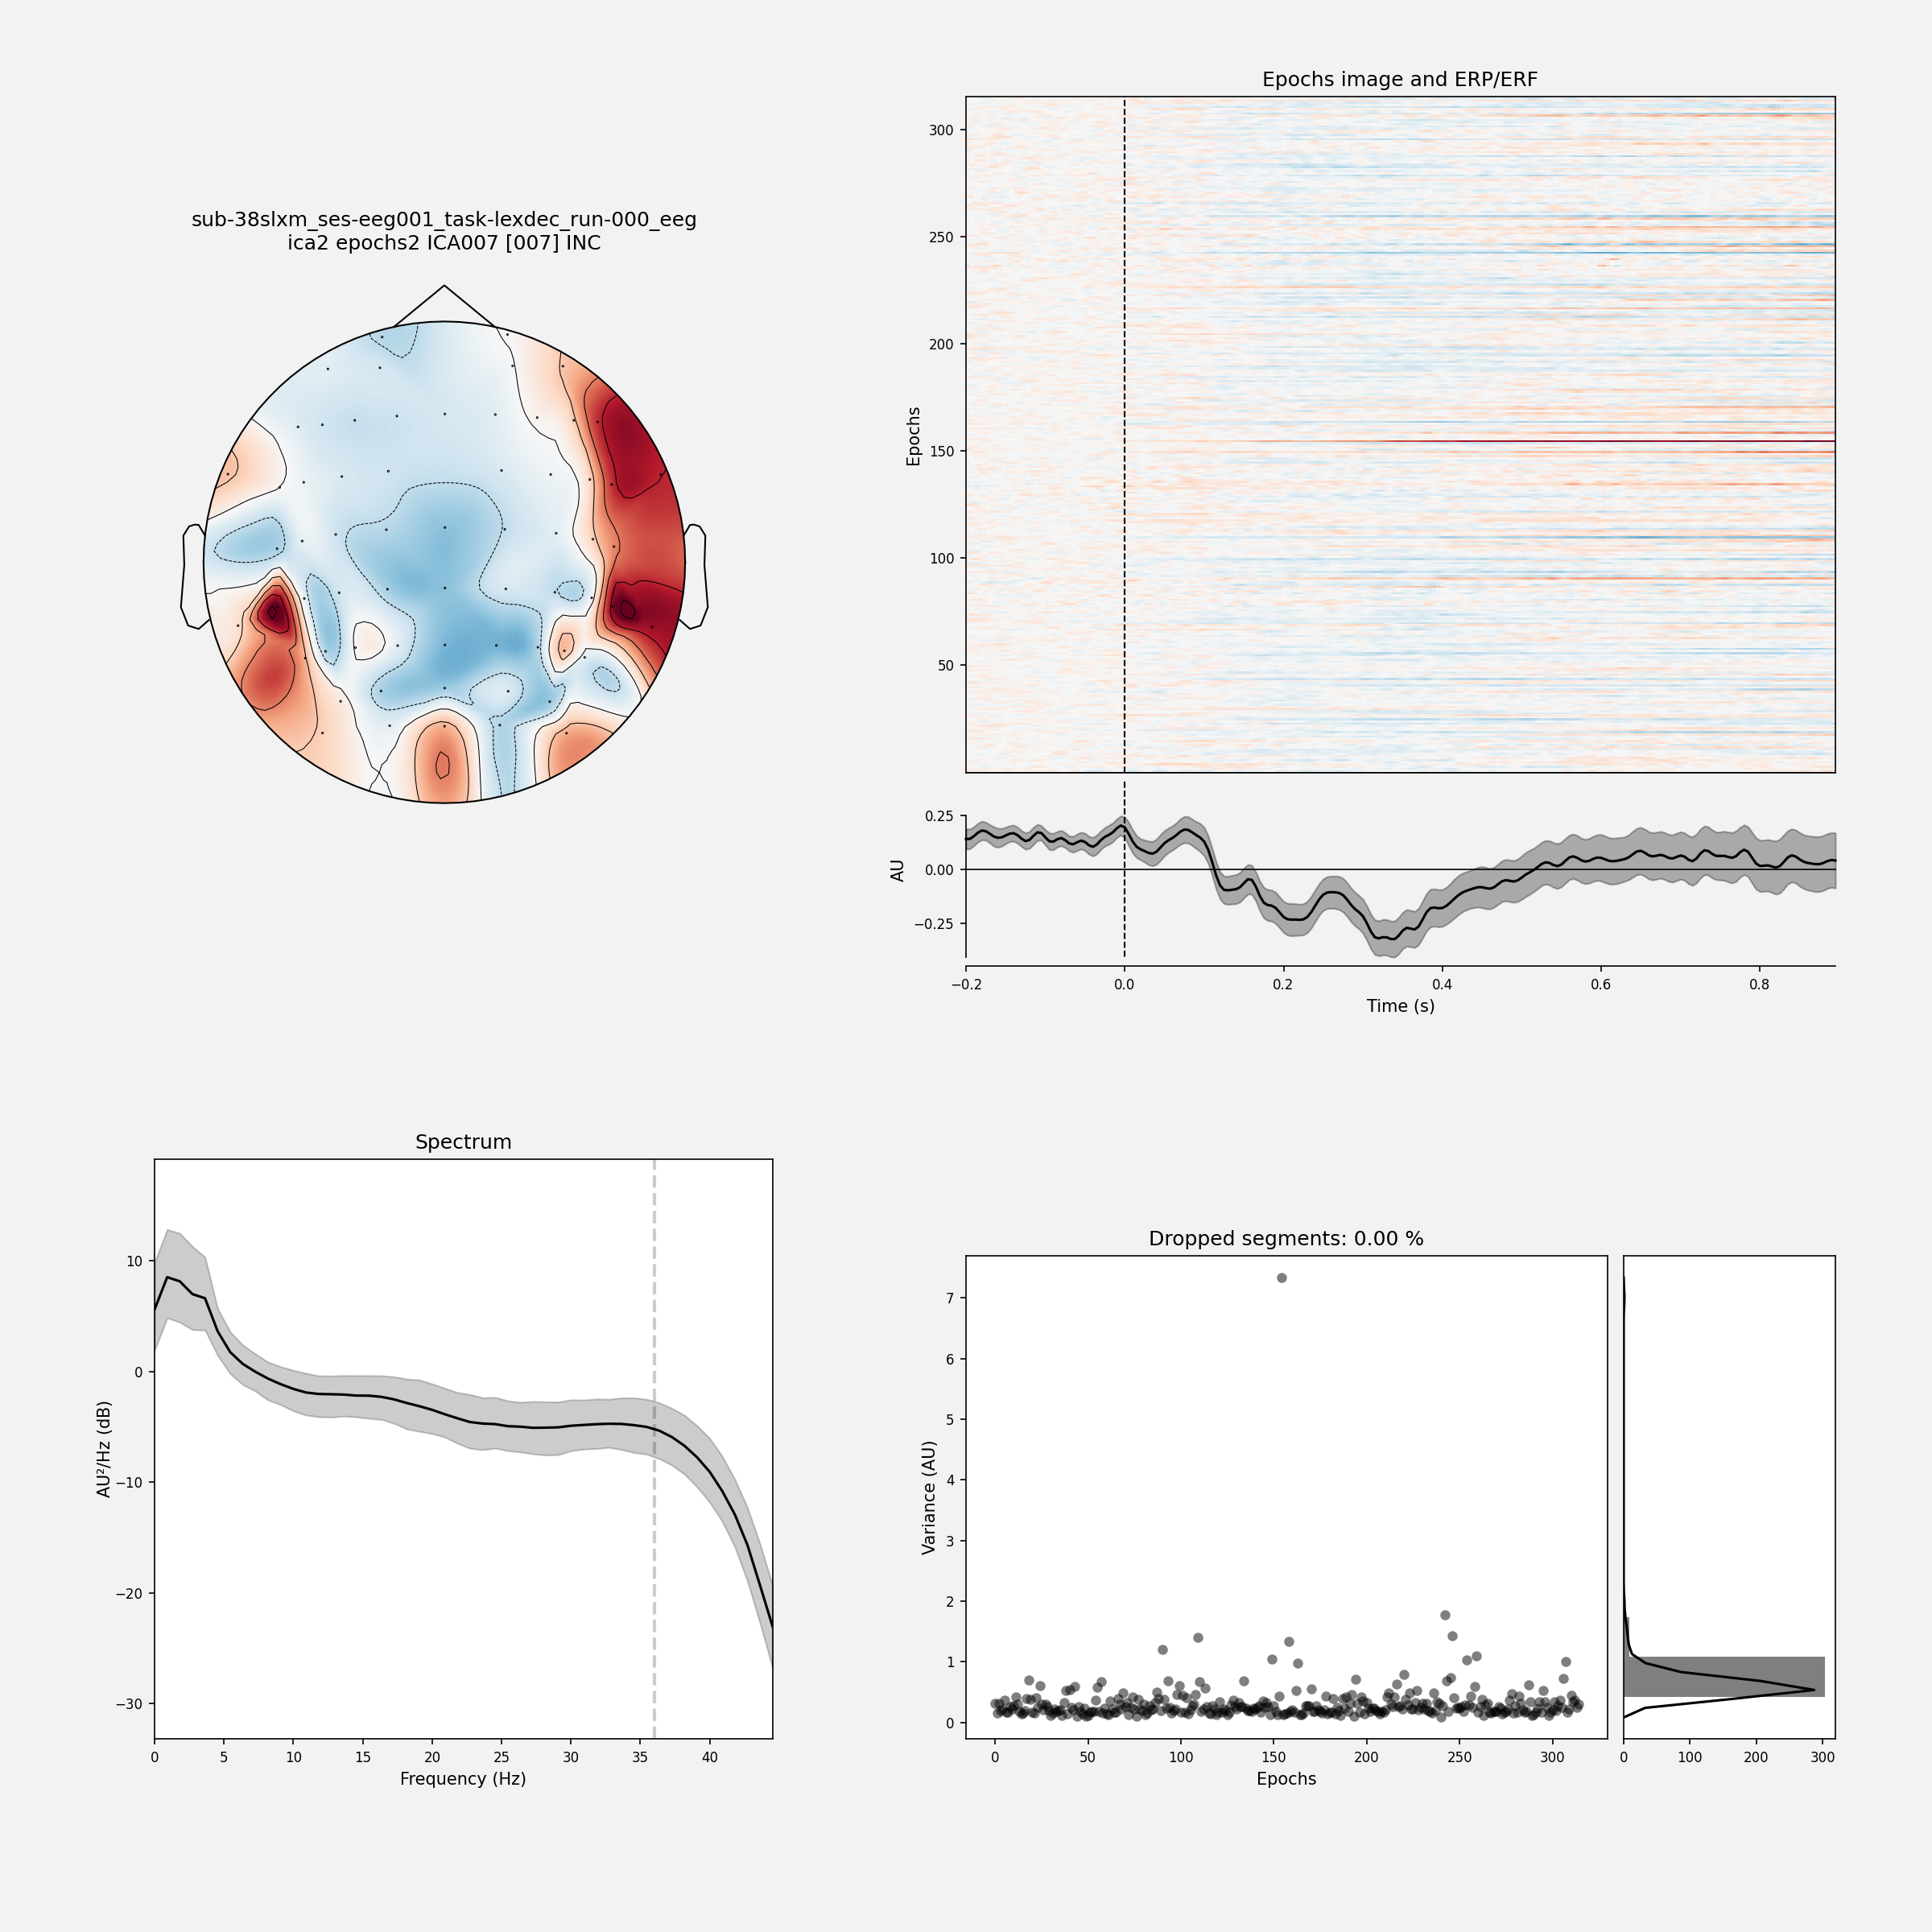 sub-38slxm_ses-eeg001_task-lexdec_run-000_eeg
ica2 epochs2 ICA007 [007] INC
Epochs image and ERP/ERF
300
250
200
150
100
50
Epochs
0.25
0.00
−0.25
AU
−0.2 0.0 0.2 0.4 0.6 0.8
Time (s)
Spectrum
10
0
−10
−20
−30
AU²/Hz (dB)
0 5 10 15 20 25 30 35 40
Frequency (Hz)
Dropped segments: 0.00 %
7
6
5
4
3
2
1
0
Variance (AU)
0 50 100 150 200 250 300
Epochs
0 100 200 300